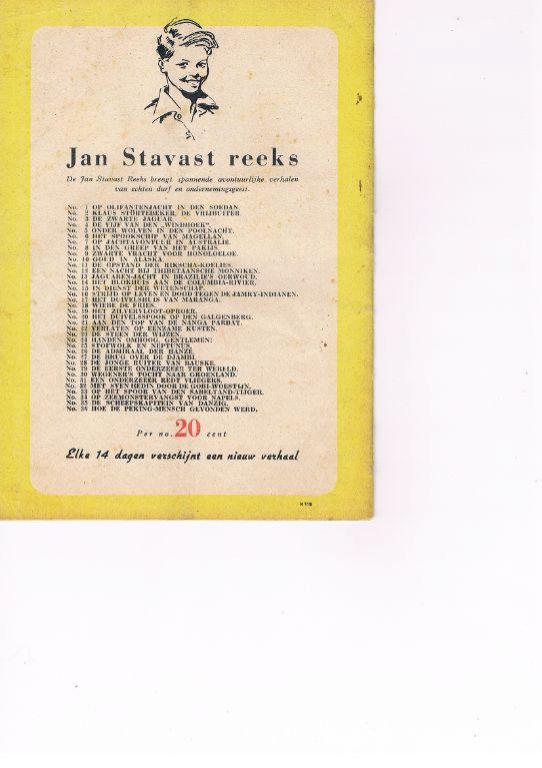 Jan Stavast reeks
De Jan Stavast Reeks brengt spannende avontuurlijke verhalen
van echten durf en ondernemingsgeest.
No. 1 OP OLIFANTENJACHT IN DEN SOEDAN.
No. 2 KLAUS STÖRTEBEKER, DE VRIJBUITER.
No. 3 DE ZWARTE JAGUAR.
No. 4 DE VIJF VAN DEN „WINDHOEK".
No. 5 ONDER WOLVEN IN DEN POOLNACHT.
No. 6 HET SPOOKSCHIP VAN MAGELLAN.
No. 7 OP JACHTAVONTUUR IN AUSTRALIE.
No. 8 IN DEN GREEP VAN HET PAKIJS.
No. 9 ZWARTE VRACHT VOOR HONOLOELOE.
No. 10 GOUD IN ALASKA.
No. 11 DE OPSTAND DER RIKSCHA-KOELIES.
No. 12 EEN NACHT BIJ THIBETAANSCHE MONNIKEN.
No. 13 JAGUAREN-JACHT IN BRAZILIE'S OERWOUD.
No. 14 HET BLOKHUIS AAN DE COLUMBIA-RIVIER.
No. 15 IN DIENST DER WETENSCHAP.
No. 16 STRIJD OP LEVEN EN DOOD TEGEN DE JAMRY-INDIANEN.
No. 17 HET DUIVELSHUIS VAN MARANGA.
No. 18 WIEBE DE FRIES.
No. 19 HET ZILVERVLOOT-OPROER.
No. 20 HET DUIVELSSPOOK OP DEN GALGENBERG.
No. 21 AAN DEN TOP VAN DE NANGA PARBAT.
No. 22 VERLATEN OP EENZAME KUSTEN.
No. 23 DE STEEN DER WIJZEN.
No. 24 HANDEN OMHOOG, GENTLEMEN!
No. 25 STOFWOLK EN NEPTUNUS.
No. 26 DE ADMIRAAL DER HANZE.
No. 27 DE BRUG OVER DE DJAMBI.
No. 28 DE JONGE RUITER VAN BAUSKE.
No. 29 DE EERSTE ONDERZEEËR TER WERELD.
No. 30 WEGENER'S TOCHT NAAR GROENLAND.
No. 31 EEN ONDERZEEËR REDT VLIEGERS.
No. 32 MET SVEN HEDIN DOOR DE GOBI-WOESTIJN.
No. 33 OP HET SPOOR VAN DEN SABELTAND-TIJGER.
No. 34 OP ZEEMONSTERVANGST VOOR NAPELS.
No. 35 DE SCHEEPSKAPITEIN VAN DANZIG.
No. 36 HOE DE PEKING-MENSCH GEVONDEN WERD.
Per no. 20 cent
Elke 14 dagen verschijnt een nieuw verhaal